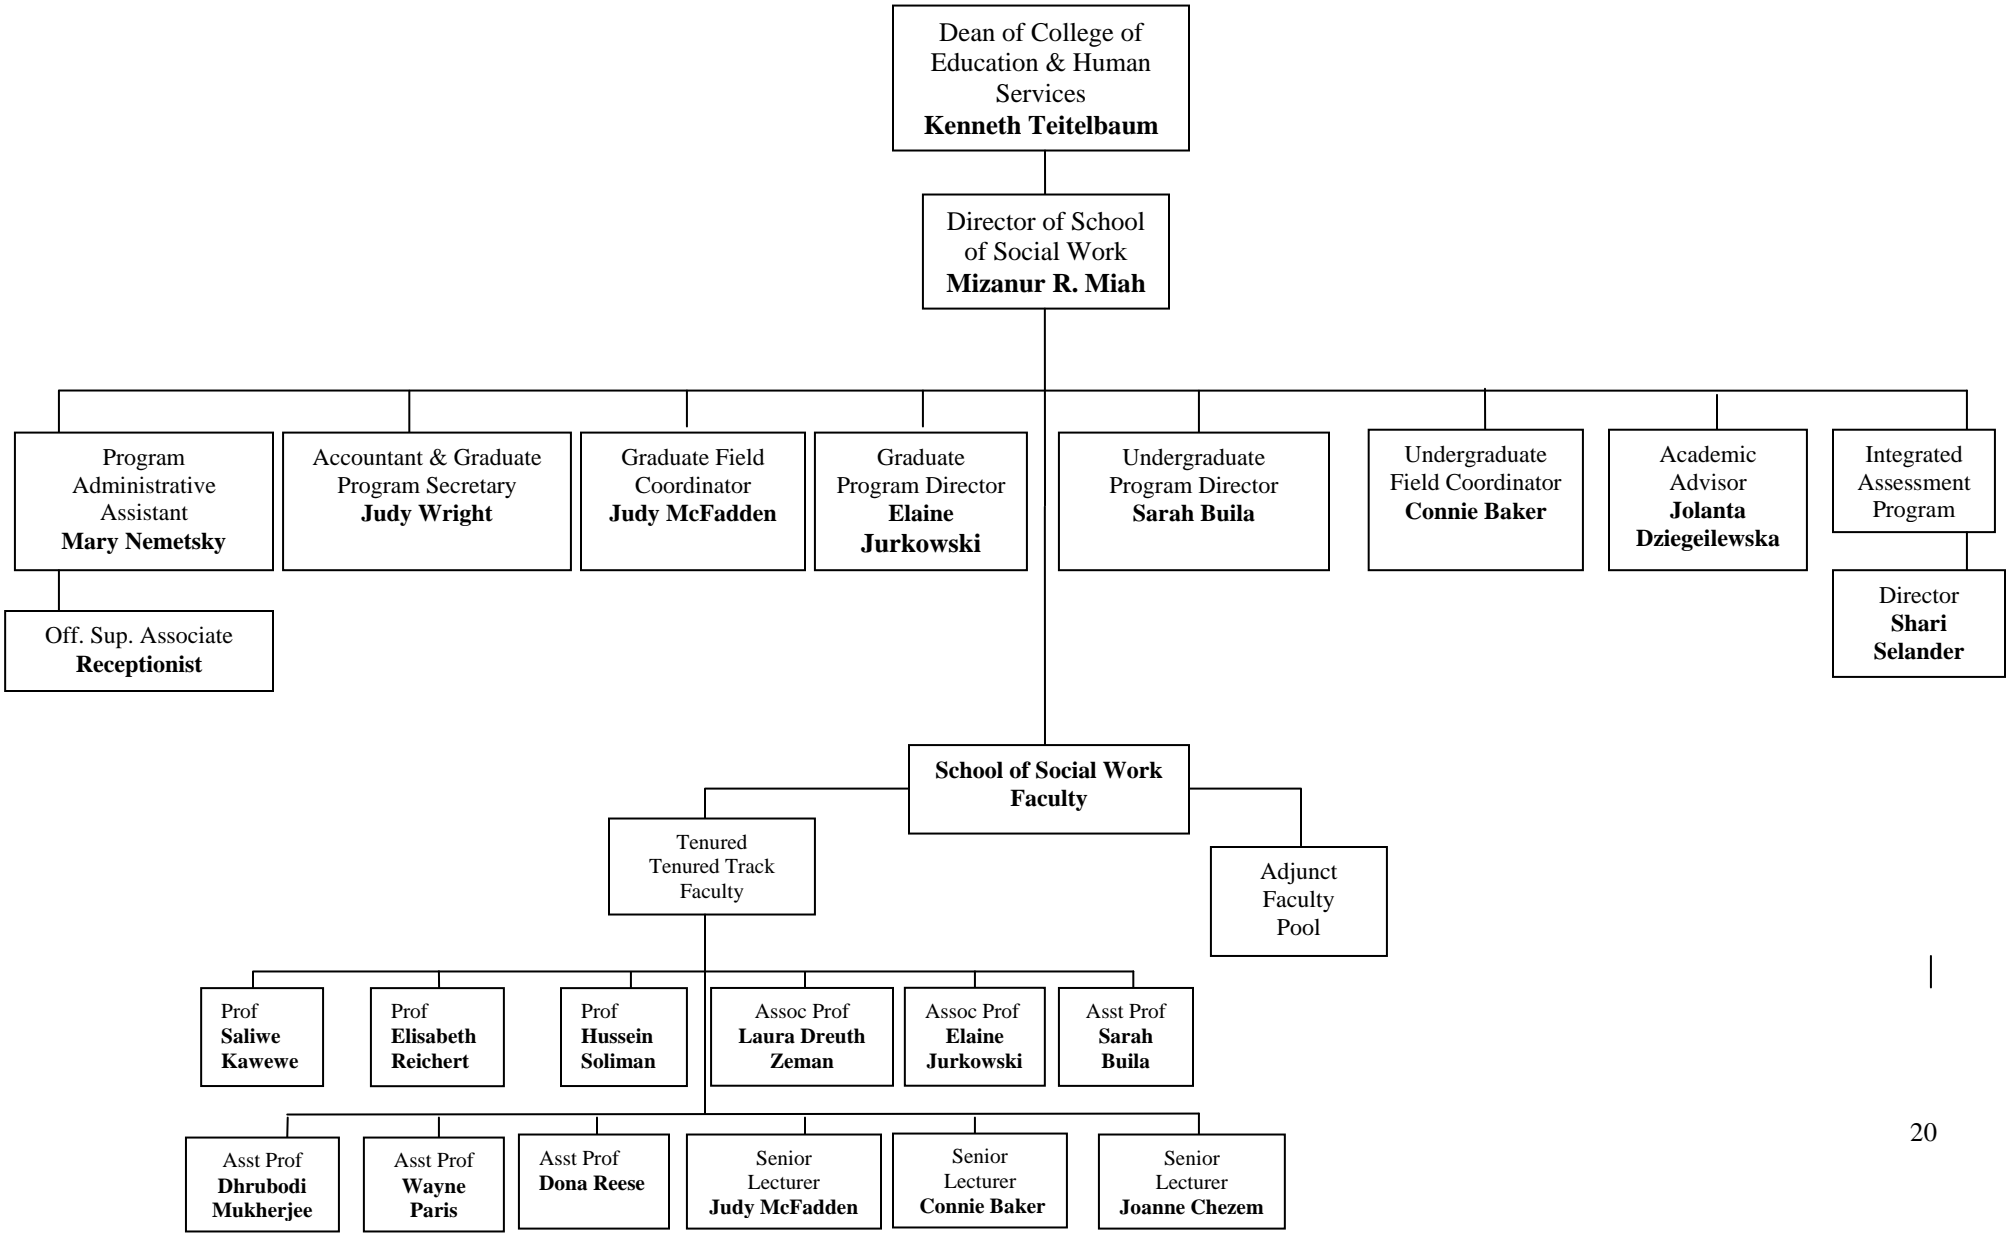 Dean of College of
Education & Human
Services
Kenneth Teitelbaum
Director of School
of Social Work
Mizanur R. Miah
Program
Administrative
Assistant
Mary Nemetsky
Accountant & Graduate
Program Secretary
Judy Wright
Graduate Field
Coordinator
Judy McFadden
Graduate
Program Director
Elaine
Jurkowski
Undergraduate
Program Director
Sarah Buila
Undergraduate
Field Coordinator
Connie Baker
Academic
Advisor
Jolanta
Dziegeilewska
Integrated
Assessment
Program
Off. Sup. Associate
Receptionist
Director
Shari
Selander
School of Social Work
Faculty
Tenured
Tenured Track
Faculty
Adjunct
Faculty
Pool
Prof
Saliwe
Kawewe
Prof
Elisabeth
Reichert
Prof
Hussein
Soliman
Assoc Prof
Laura Dreuth
Zeman
Assoc Prof
Elaine
Jurkowski
Asst Prof
Sarah
Buila
Asst Prof
Dhrubodi
Mukherjee
Asst Prof
Wayne
Paris
Asst Prof
Dona Reese
Senior
Lecturer
Judy McFadden
Senior
Lecturer
Connie Baker
Senior
Lecturer
Joanne Chezem
20